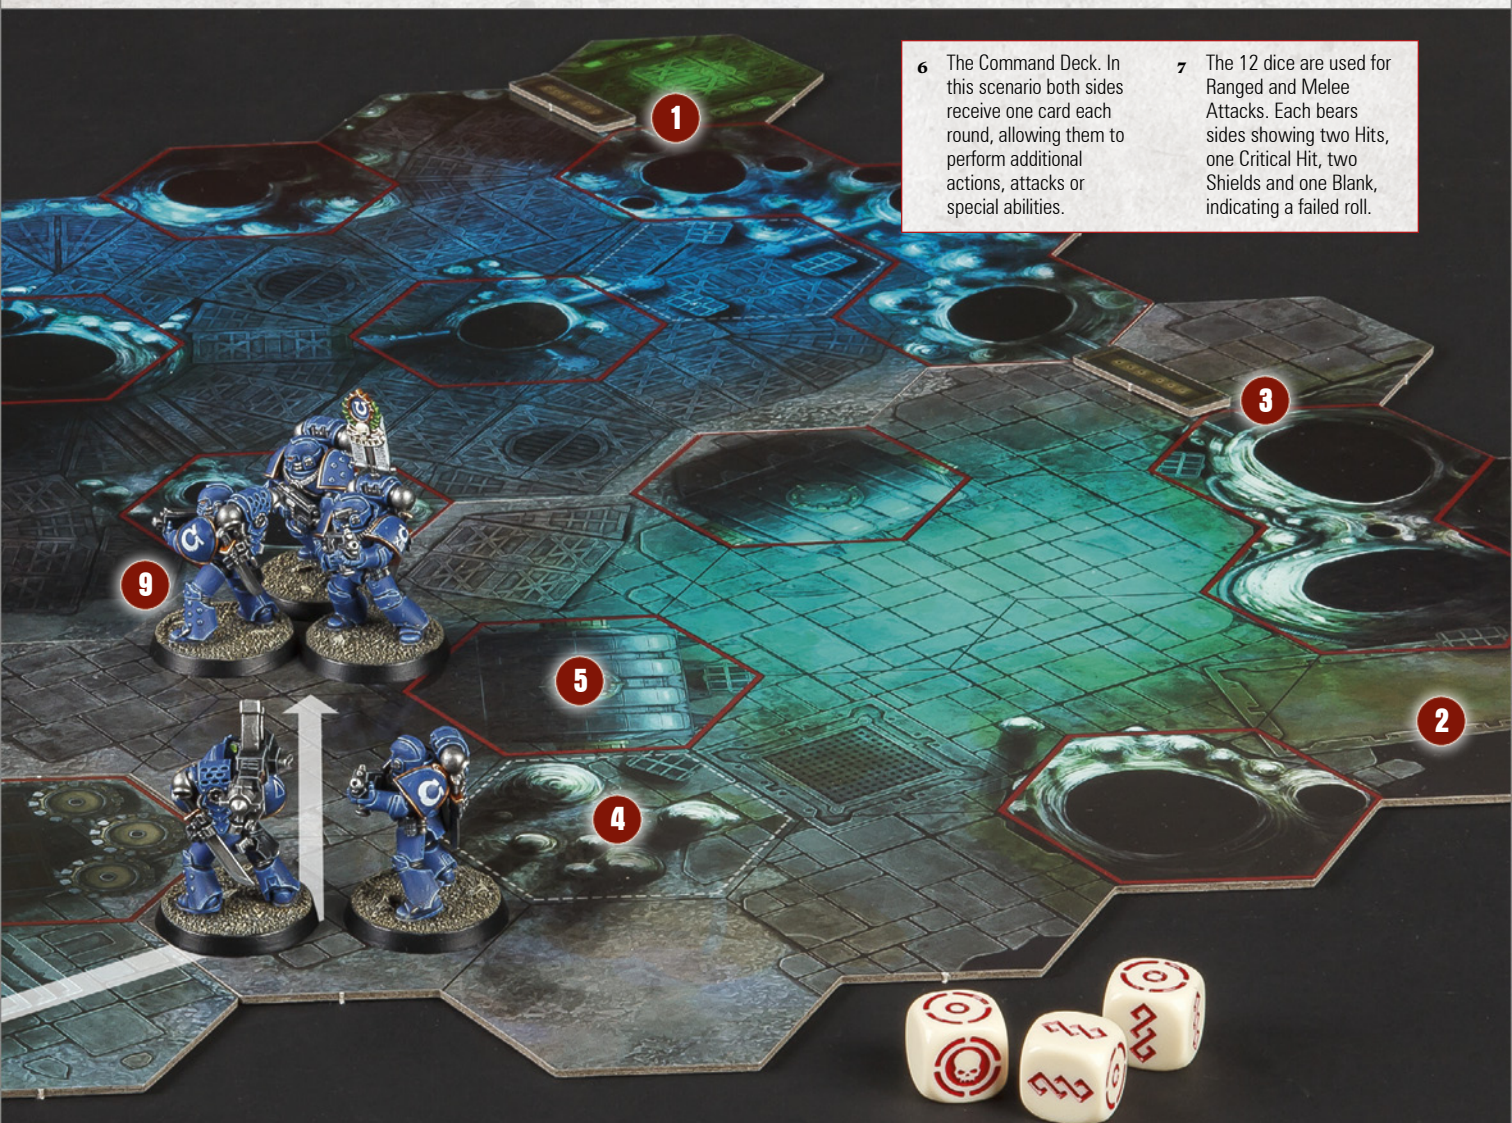 6 The Command Deck. In
this scenario both sides
receive one card each
round, allowing them to
perform additional
actions, attacks or
special abilities.
7 The 12 dice are used for
Ranged and Melee
Attacks. Each bears
sides showing two Hits,
one Critical Hit, two
Shields and one Blank,
indicating a failed roll.
1
3
9
5
2
4